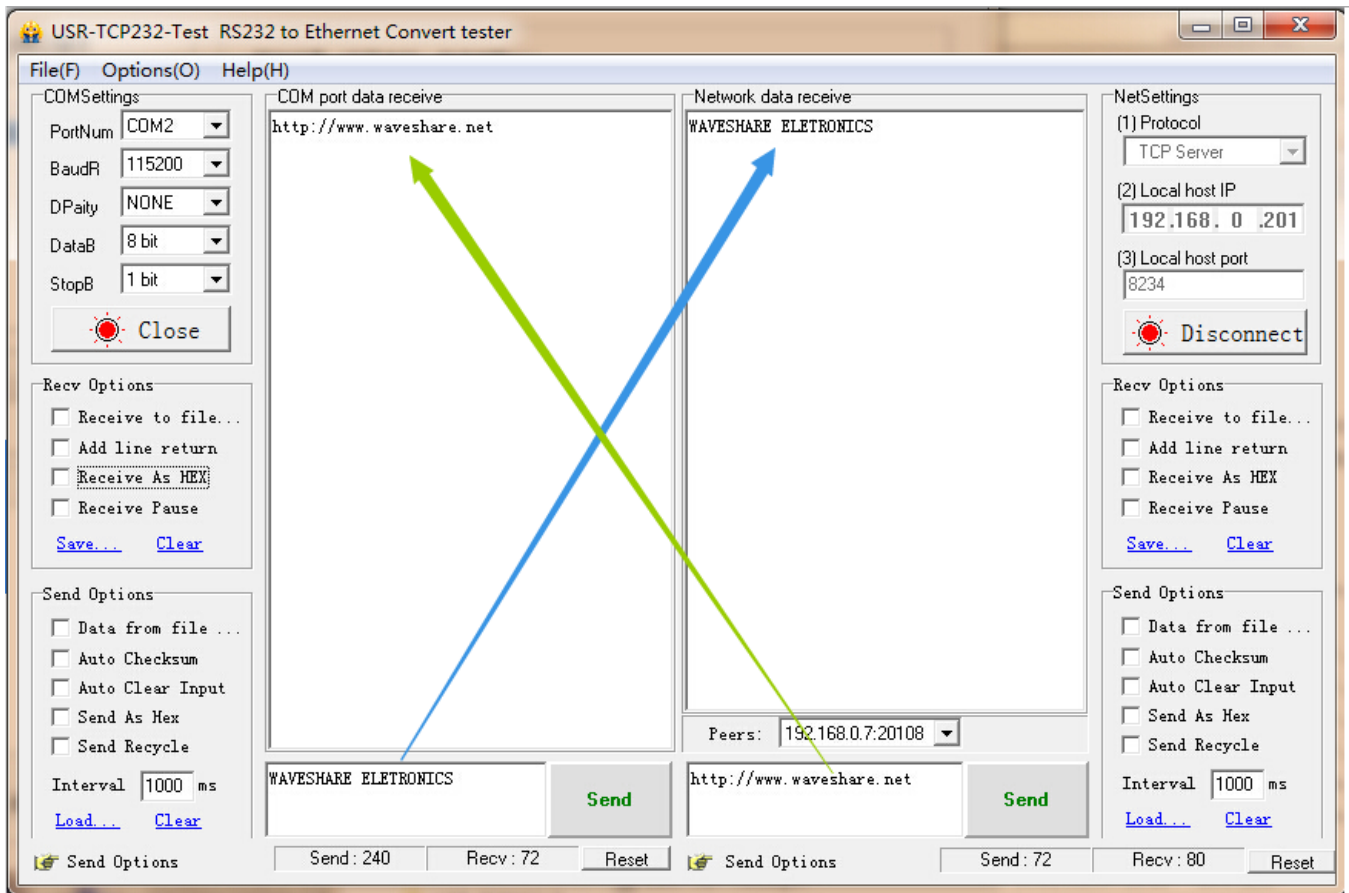 USR-TCP232-Test RS232 to Ethernet Convert tester
File(F) Options(O) Help(H)
COMSettings
PortNum COM2
BaudR 115200
DPaity NONE
DataB 8 bit
StopB 1 bit
Close
Recv Options
Receive to file...
Add line return
Receive As HEX
Receive Pause
Save... Clear
Send Options
Data from file ...
Auto Checksum
Auto Clear Input
Send As Hex
Send Recycle
Interval 1000 ms
Load... Clear
Send Options
COM port data receive
http://www.waveshare.net
WAVESHARE ELETRONICS
Send
Send : 240 Recv : 72 Reset
Network data receive
WAVESHARE ELETRONICS
Peers: 192.168.0.7:20108
http://www.waveshare.net
Send
Send Options Send : 72 Recv : 80 Reset
NetSettings
(1) Protocol
TCP Server
(2) Local host IP
192.168. 0 .201
(3) Local host port
8234
Disconnect
Recv Options
Receive to file...
Add line return
Receive As HEX
Receive Pause
Save... Clear
Send Options
Data from file ...
Auto Checksum
Auto Clear Input
Send As Hex
Send Recycle
Interval 1000 ms
Load... Clear